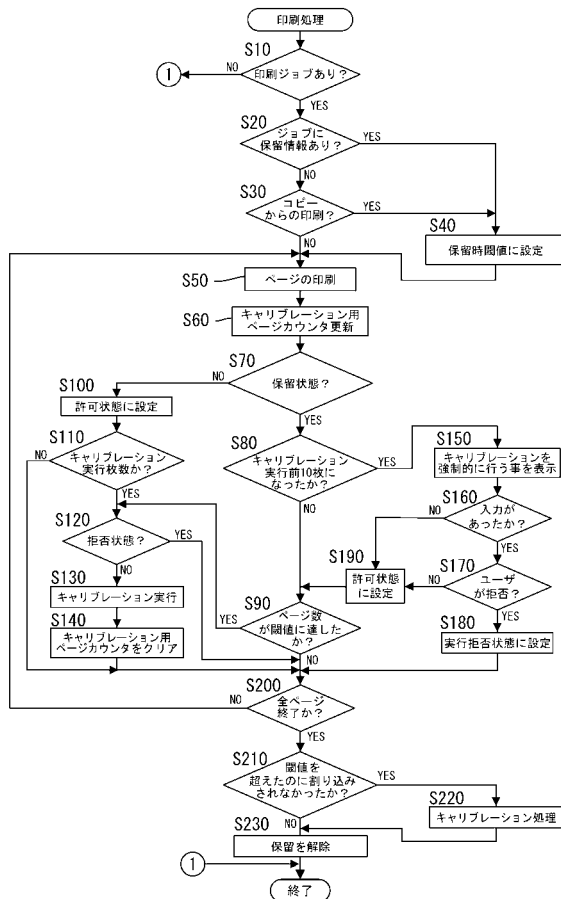 印刷処理
S10
印刷ジョブあり？
NO
1
YES
S20
ジョブに
保留情報あり？
YES
NO
S30
コピー
からの印刷？
YES
NO
S40
保留時閾値に設定
S50
ページの印刷
S60
キャリブレーション用
ページカウンタ更新
S70
保留状態？
NO
YES
S100
許可状態に設定
S110
キャリブレーション
実行枚数か？
NO
YES
S120
拒否状態？
YES
NO
S130
キャリブレーション実行
S140
キャリブレーション用
ページカウンタをクリア
S80
キャリブレーション
実行前10枚に
なったか？
YES
NO
S150
キャリブレーションを
強制的に行う事を表示
S160
入力が
あったか？
NO
YES
S170
ユーザ
が拒否？
NO
YES
S180
実行拒否状態に設定
S190
許可状態
に設定
S90
ページ数
が閾値に達した
か？
YES
NO
S200
全ページ
終了か？
NO
YES
S210
閾値を
超えたのに割り込み
されなかったか？
YES
NO
S220
キャリブレーション処理
S230
保留を解除
1
終了